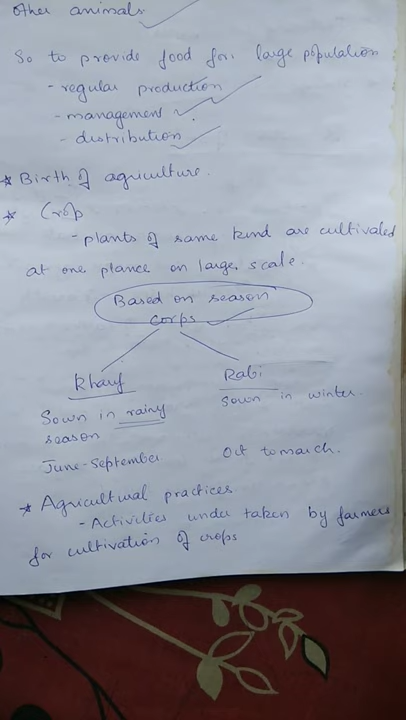 other animals.
So to provide food for large population
- regular production
- management
- distribution
* Birth of agriculture.
* Crop
- plants of same kind are cultivated
at one plance on large scale.
Based on season
corps
Kharif
Rabi
Sown in rainy
season
Sown in winter.
June-September
Oct to march.
* Agricultural practices
- Activities under taken by farmers
for cultivation of crops